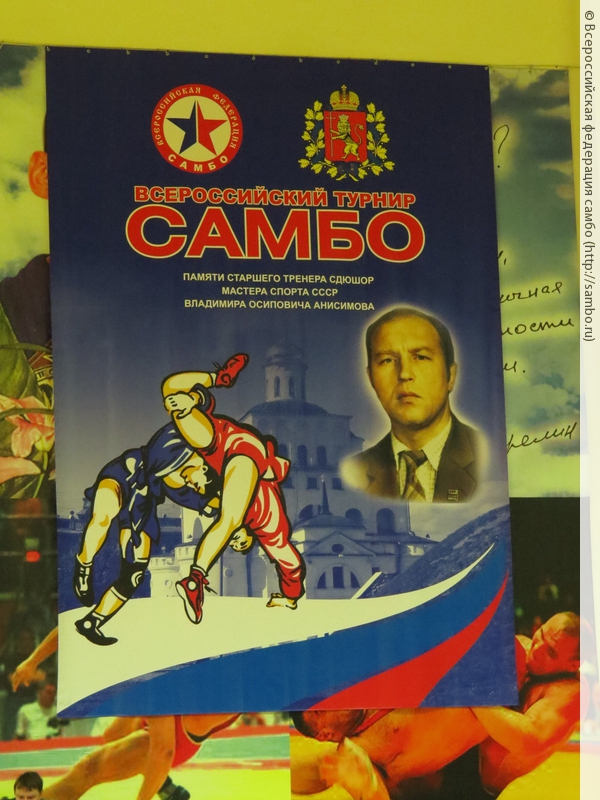 ВСЕРОССИЙСКАЯ ФЕДЕРАЦИЯ
САМБО
ВСЕРОССИЙСКИЙ ТУРНИР
САМБО
ПАМЯТИ СТАРШЕГО ТРЕНЕРА СДЮШОР
МАСТЕРА СПОРТА СССР
ВЛАДИМИРА ОСИПОВИЧА АНИСИМОВА
?
© Всероссийская федерация самбо (http://sambo.ru)